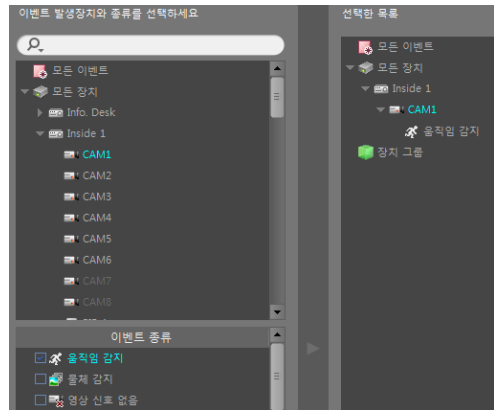 이벤트 발생장치와 종류를 선택하세요
모든 이벤트
모든 장치
Info. Desk
Inside 1
CAM1
CAM2
CAM3
CAM4
CAM5
CAM6
CAM7
CAM8
이벤트 종류
움직임 감지
물체 감지
영상 신호 없음
선택한 목록
모든 이벤트
모든 장치
Inside 1
CAM1
움직임 감지
장치 그룹